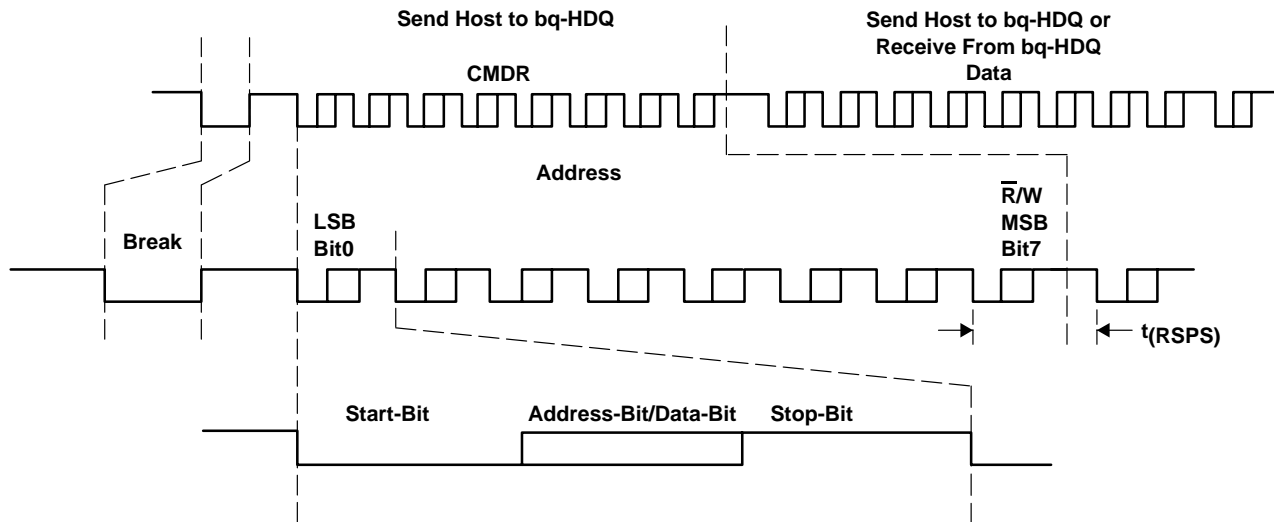 Send Host to bq-HDQ
Send Host to bq-HDQ or
Receive From bq-HDQ
CMDR
Data
Address
R̅/W
LSB
MSB
Break
Bit0
Bit7
t(RSPS)
Start-Bit
Address-Bit/Data-Bit
Stop-Bit